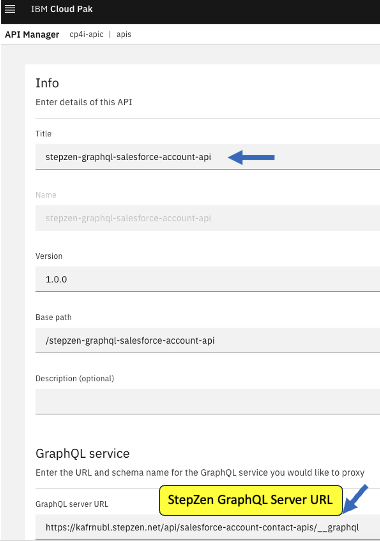 IBM Cloud Pak
API Manager cp4i-apic | apis
Info
Enter details of this API
Title
stepzen-graphql-salesforce-account-api
Name
stepzen-graphql-salesforce-account-api
Version
1.0.0
Base path
/stepzen-graphql-salesforce-account-api
Description (optional)
GraphQL service
Enter the URL and schema name for the GraphQL service you would like to proxy
StepZen GraphQL Server URL
GraphQL server URL
https://kafmubl.stepzen.net/api/salesforce-account-contact-apis/__graphql